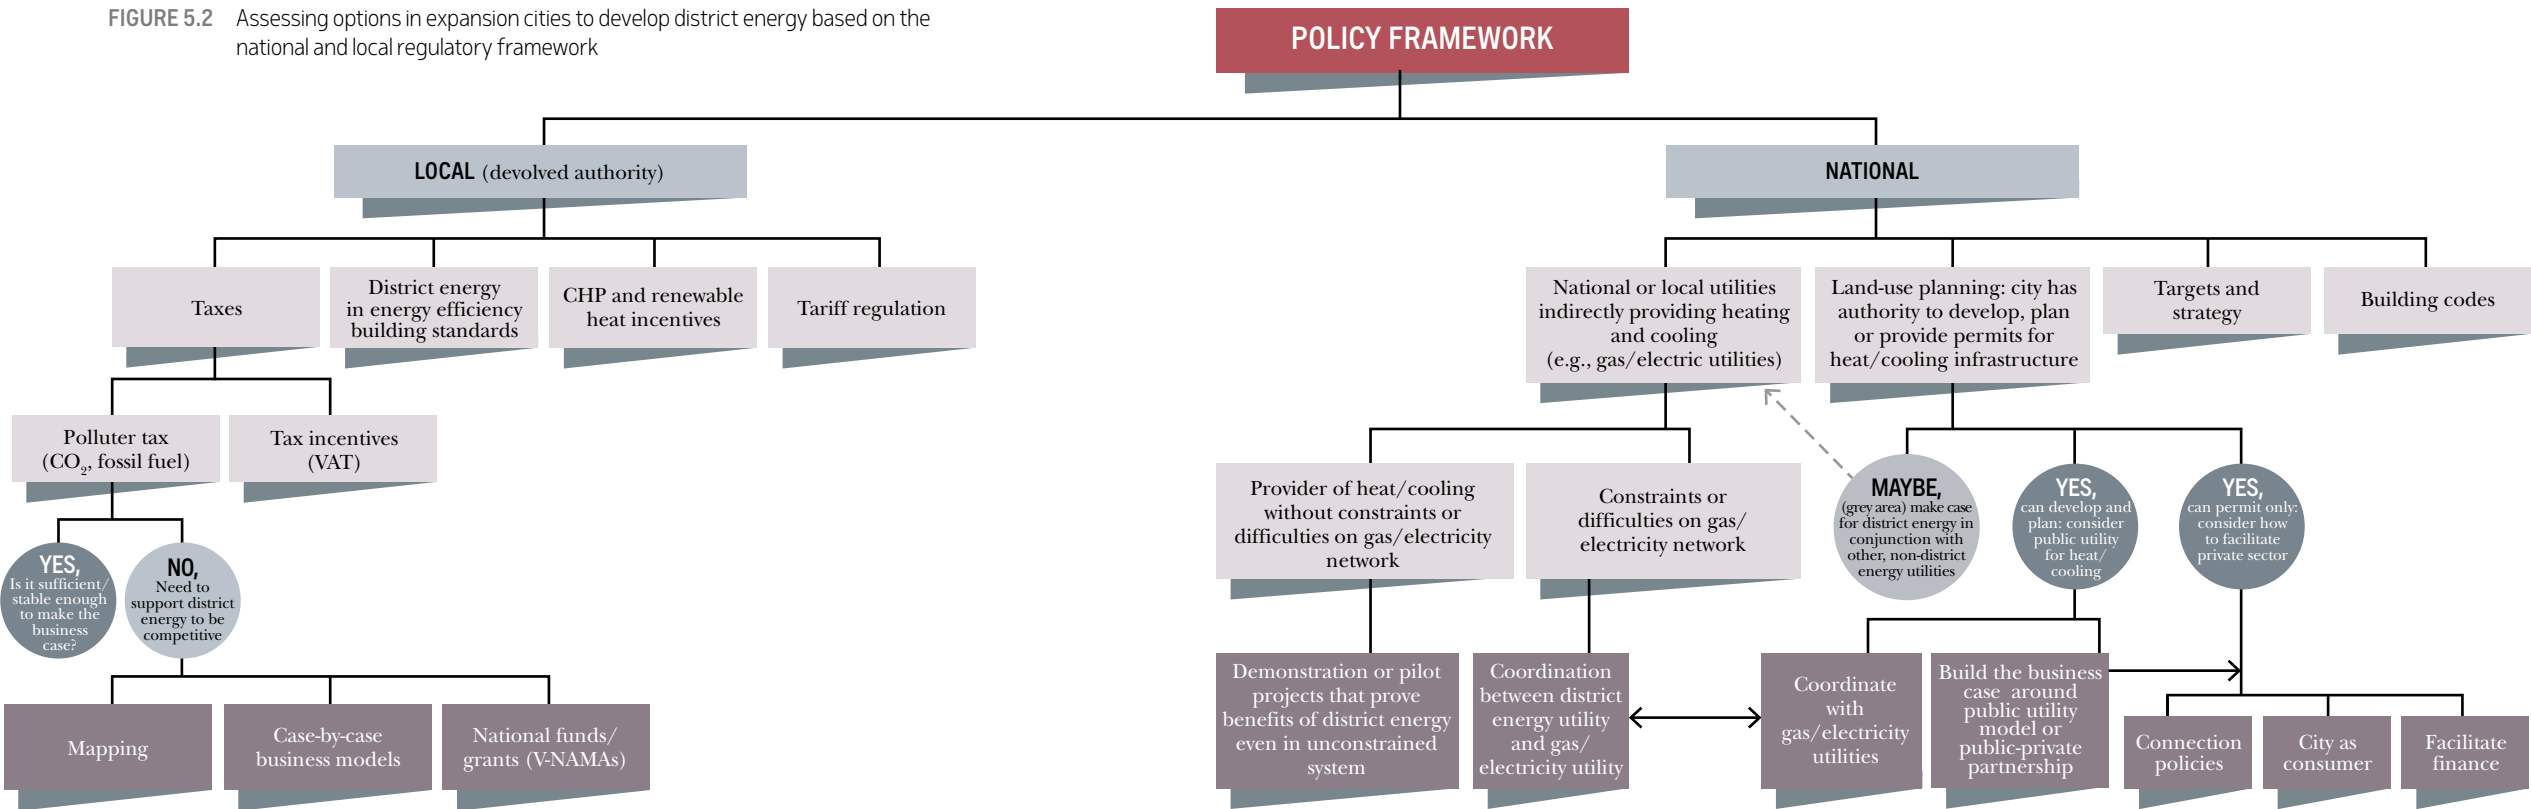 FIGURE 5.2 Assessing options in expansion cities to develop district energy based on the
national and local regulatory framework
POLICY FRAMEWORK
LOCAL (devolved authority)
NATIONAL
Taxes
District energy
in energy efficiency
building standards
CHP and renewable
heat incentives
Tariff regulation
National or local utilities
indirectly providing heating
and cooling
(e.g., gas/electric utilities)
Land-use planning: city has
authority to develop, plan
or provide permits for
heat/cooling infrastructure
Targets and
strategy
Building codes
Polluter tax
(CO₂, fossil fuel)
Tax incentives
(VAT)
Provider of heat/cooling
without constraints or
difficulties on gas/electricity
network
Constraints or
difficulties on gas/
electricity network
MAYBE,
(grey area) make case
for district energy in
conjunction with
other, non-district
energy utilities
YES,
can develop and
plan: consider
public utility
for heat/
cooling
YES,
can permit only:
consider how
to facilitate
private sector
YES,
Is it sufficient/
stable enough
to make the
business
case?
NO,
Need to
support district
energy to be
competitive
Mapping
Case-by-case
business models
National funds/
grants (V-NAMAs)
Demonstration or pilot
projects that prove
benefits of district energy
even in unconstrained
system
Coordination
between district
energy utility
and gas/
electricity utility
Coordinate
with
gas/electricity
utilities
Build the business
case around
public utility
model or
public-private
partnership
Connection
policies
City as
consumer
Facilitate
finance